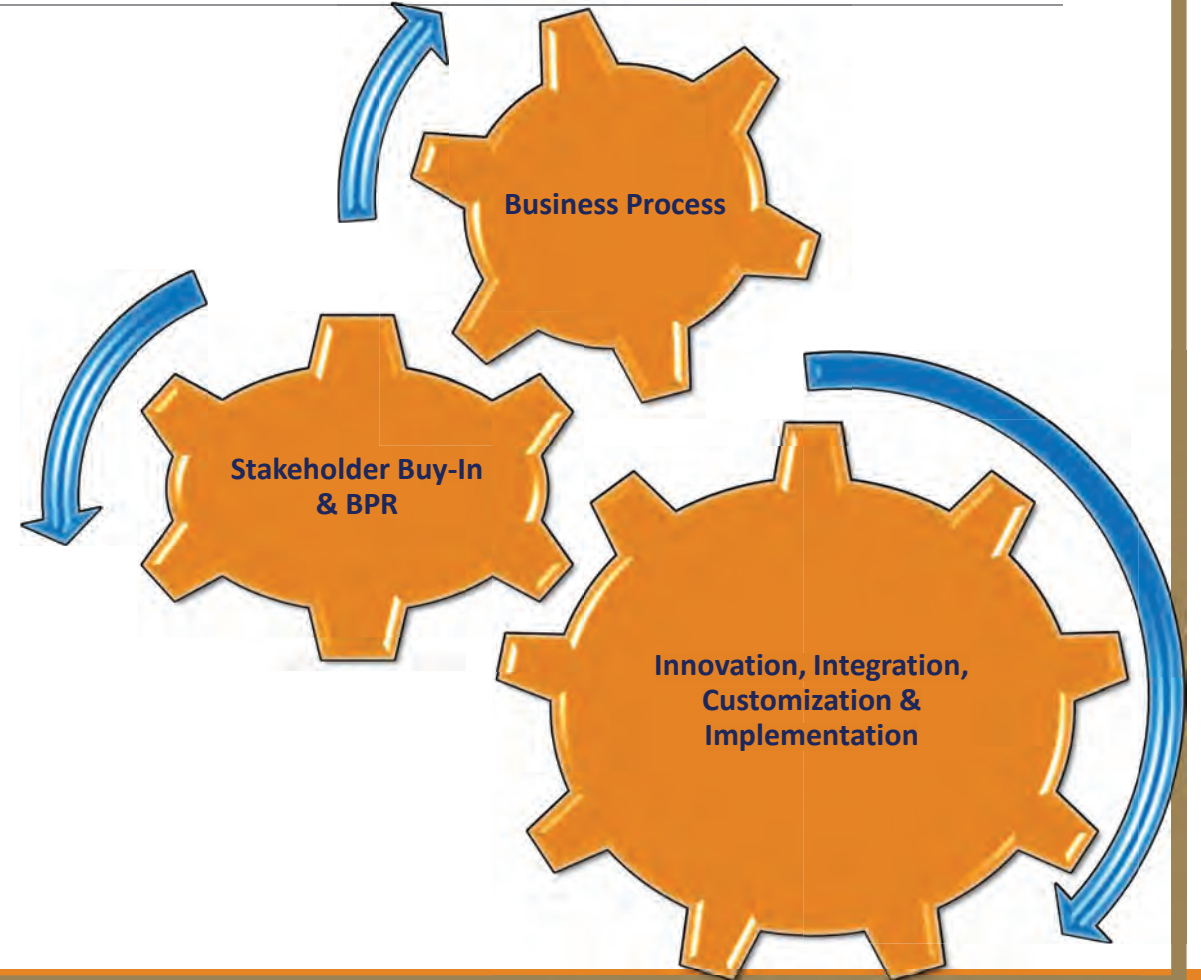 Business Process
Stakeholder Buy-In
& BPR
Innovation, Integration,
Customization &
Implementation